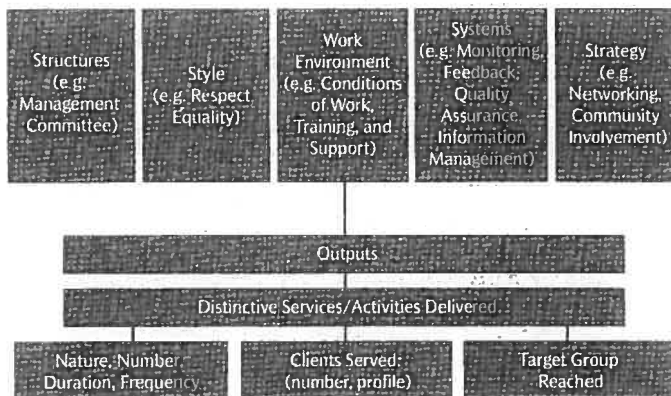 Structures
(e.g.
Management
Committee)
Style
(e.g. Respect
Equality)
Work
Environment
(e.g. Conditions
of Work,
Training, and
Support)
Systems
(e.g. Monitoring,
Feedback,
Quality
Assurance,
Information
Management)
Strategy
(e.g.
Networking,
Community
Involvement)
Outputs
Distinctive Services/Activities Delivered
Nature, Number,
Duration, Frequency
Clients Served
(number, profile)
Target Group
Reached